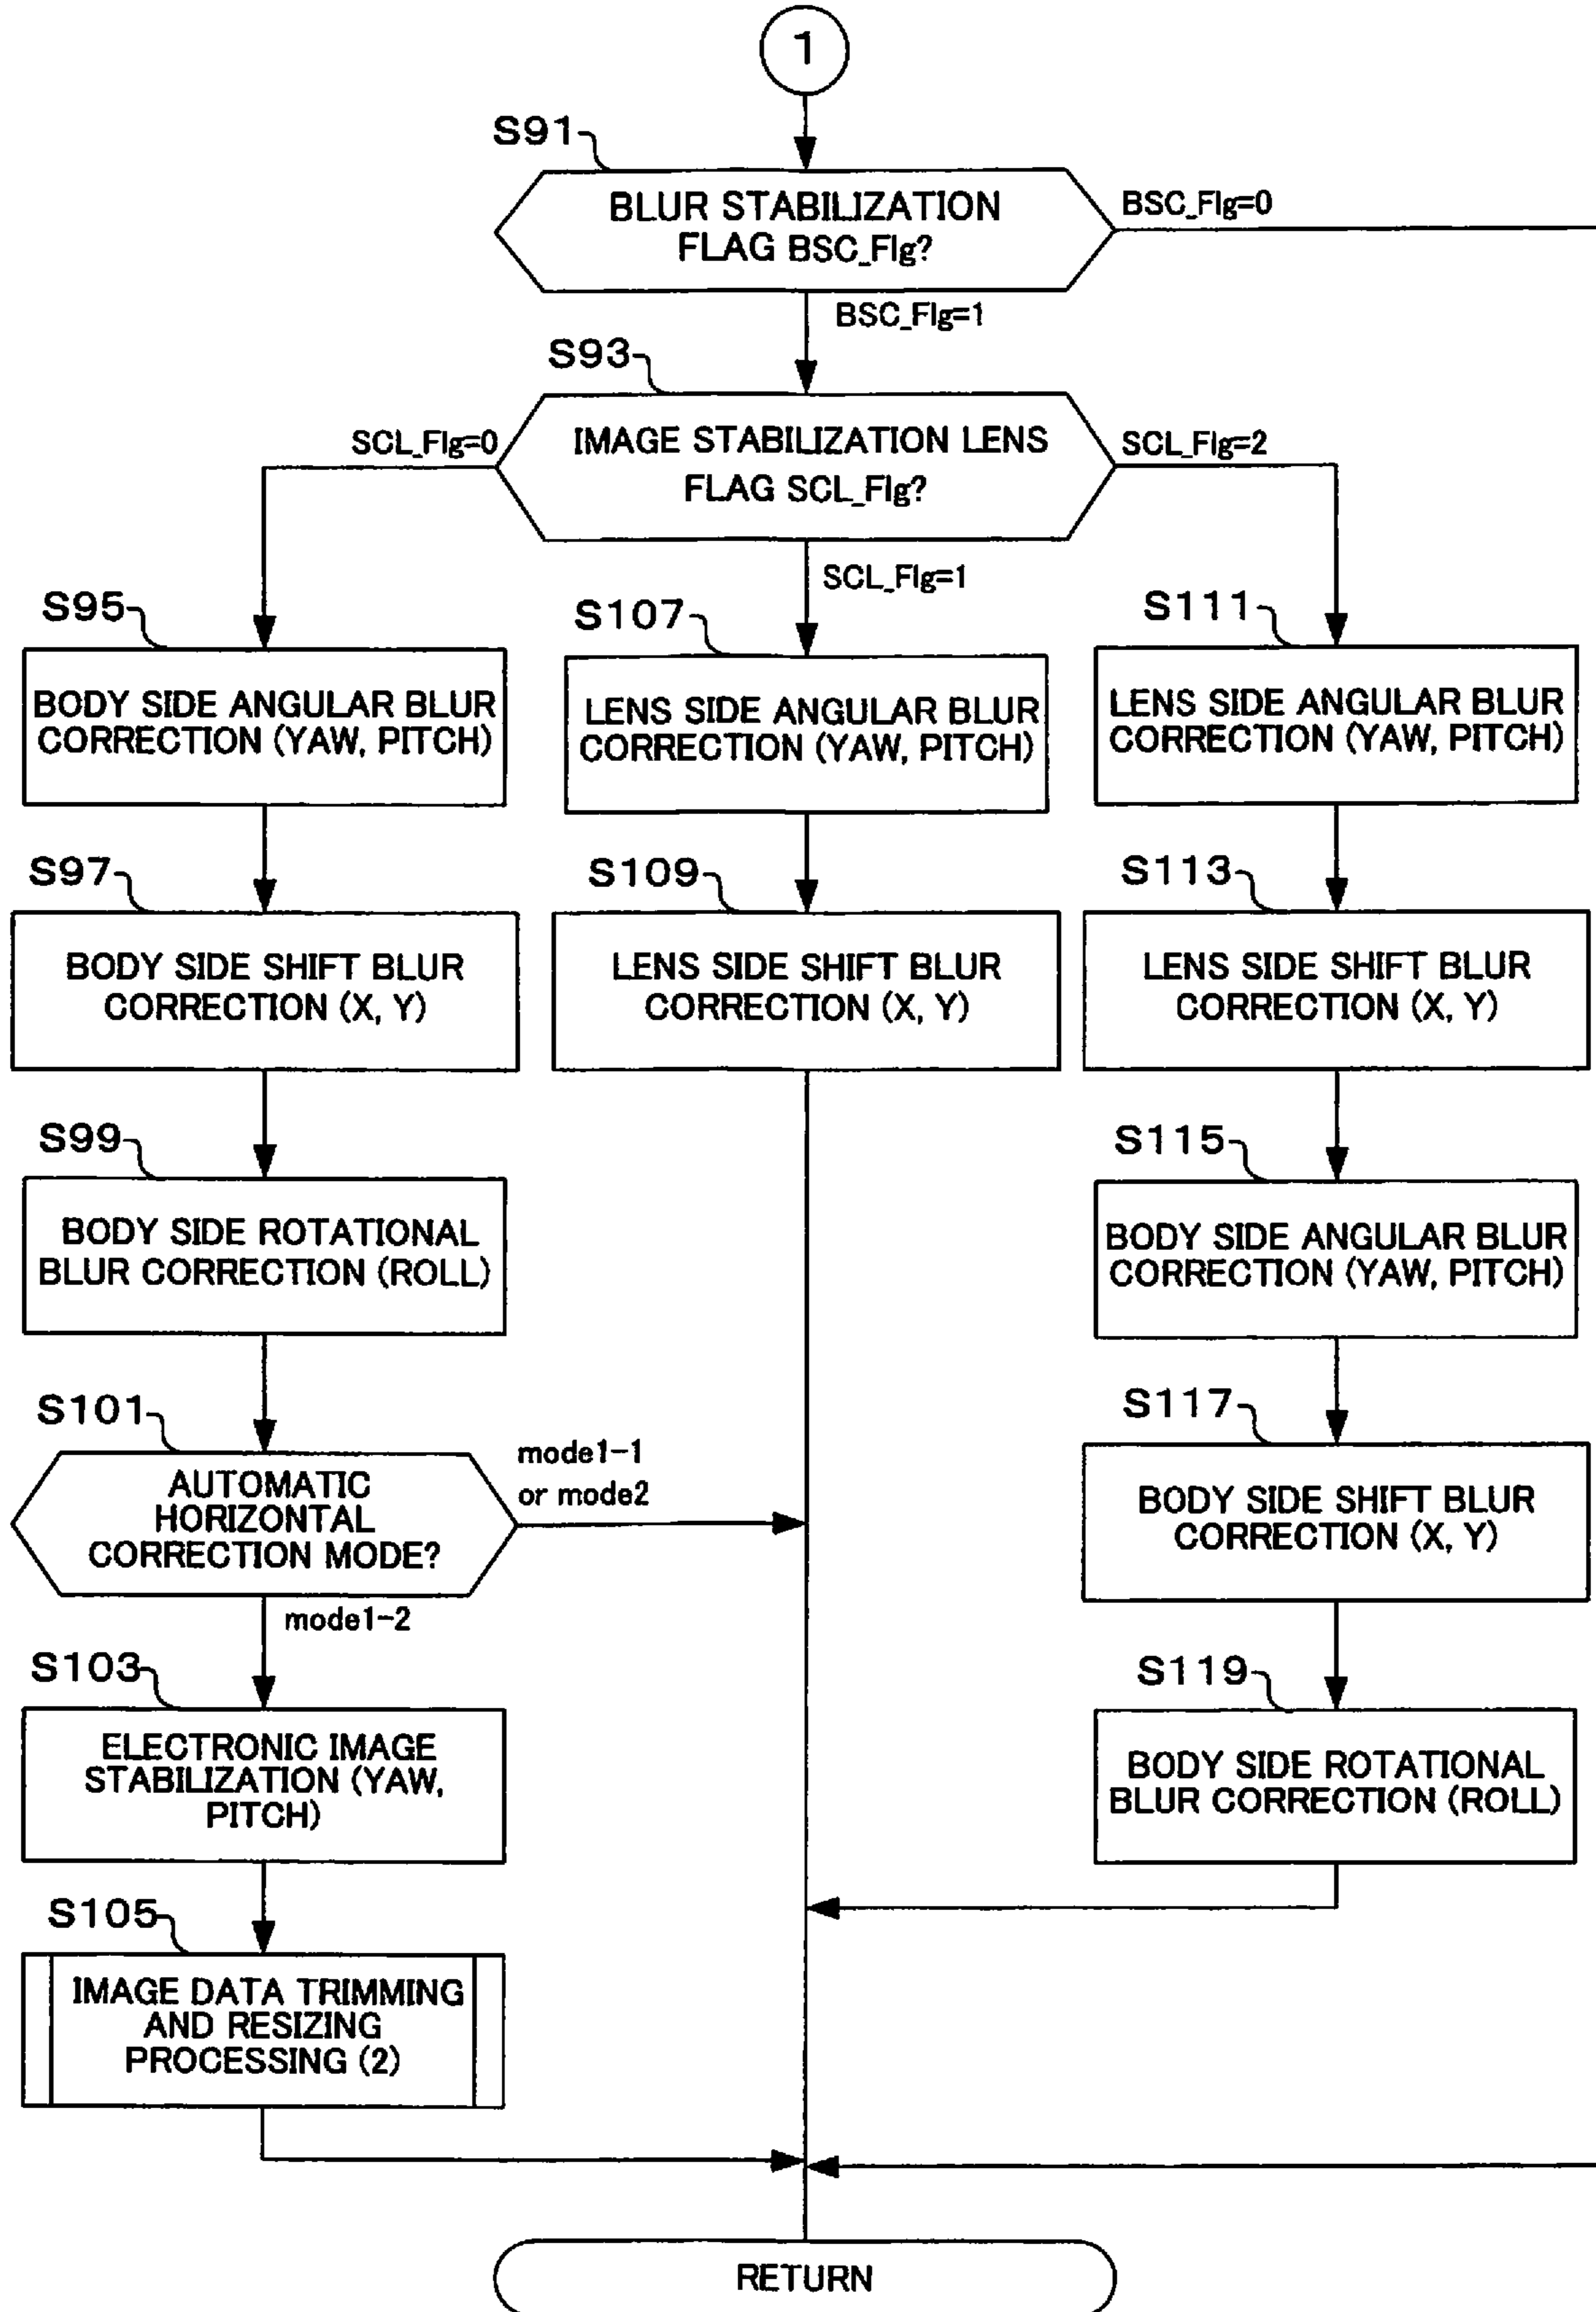 1
S91
BLUR STABILIZATION
FLAG BSC_Flg?
BSC_Flg=0
BSC_Flg=1
S93
IMAGE STABILIZATION LENS
FLAG SCL_Flg?
SCL_Flg=0
SCL_Flg=2
SCL_Flg=1
S95
BODY SIDE ANGULAR BLUR
CORRECTION (YAW, PITCH)
S107
LENS SIDE ANGULAR BLUR
CORRECTION (YAW, PITCH)
S111
LENS SIDE ANGULAR BLUR
CORRECTION (YAW, PITCH)
S97
BODY SIDE SHIFT BLUR
CORRECTION (X, Y)
S109
LENS SIDE SHIFT BLUR
CORRECTION (X, Y)
S113
LENS SIDE SHIFT BLUR
CORRECTION (X, Y)
S99
BODY SIDE ROTATIONAL
BLUR CORRECTION (ROLL)
S115
BODY SIDE ANGULAR BLUR
CORRECTION (YAW, PITCH)
S101
AUTOMATIC
HORIZONTAL
CORRECTION MODE?
mode1-1
or mode2
mode1-2
S117
BODY SIDE SHIFT BLUR
CORRECTION (X, Y)
S103
ELECTRONIC IMAGE
STABILIZATION (YAW,
PITCH)
S119
BODY SIDE ROTATIONAL
BLUR CORRECTION (ROLL)
S105
IMAGE DATA TRIMMING
AND RESIZING
PROCESSING (2)
RETURN